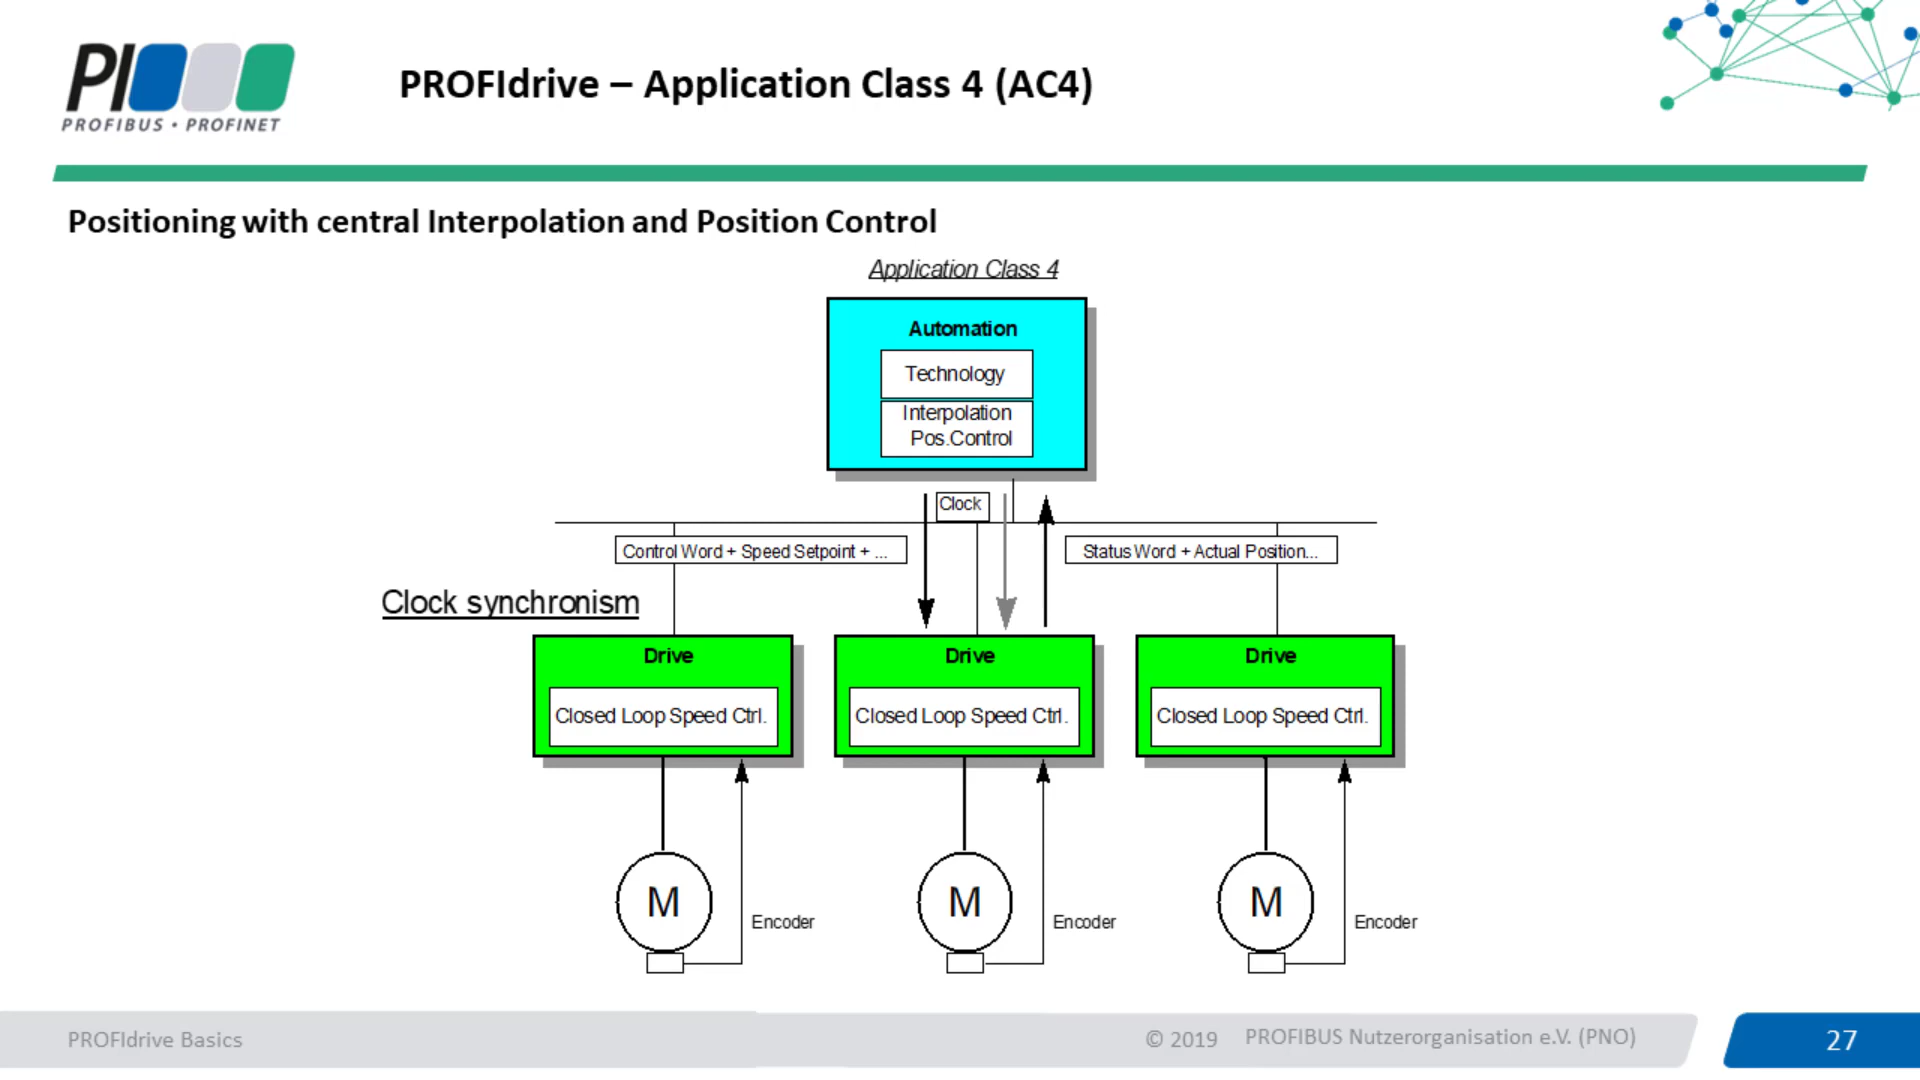 PI
PROFIBUS • PROFINET
PROFIdrive – Application Class 4 (AC4)
Positioning with central Interpolation and Position Control
Application Class 4
Automation
Technology
Interpolation
Pos.Control
Clock
Control Word + Speed Setpoint + ...
Status Word + Actual Position...
Clock synchronism
Drive
Drive
Drive
Closed Loop Speed Ctrl.
Closed Loop Speed Ctrl.
Closed Loop Speed Ctrl.
M
M
M
Encoder
Encoder
Encoder
PROFIdrive Basics
© 2019
PROFIBUS Nutzerorganisation e.V. (PNO)
27